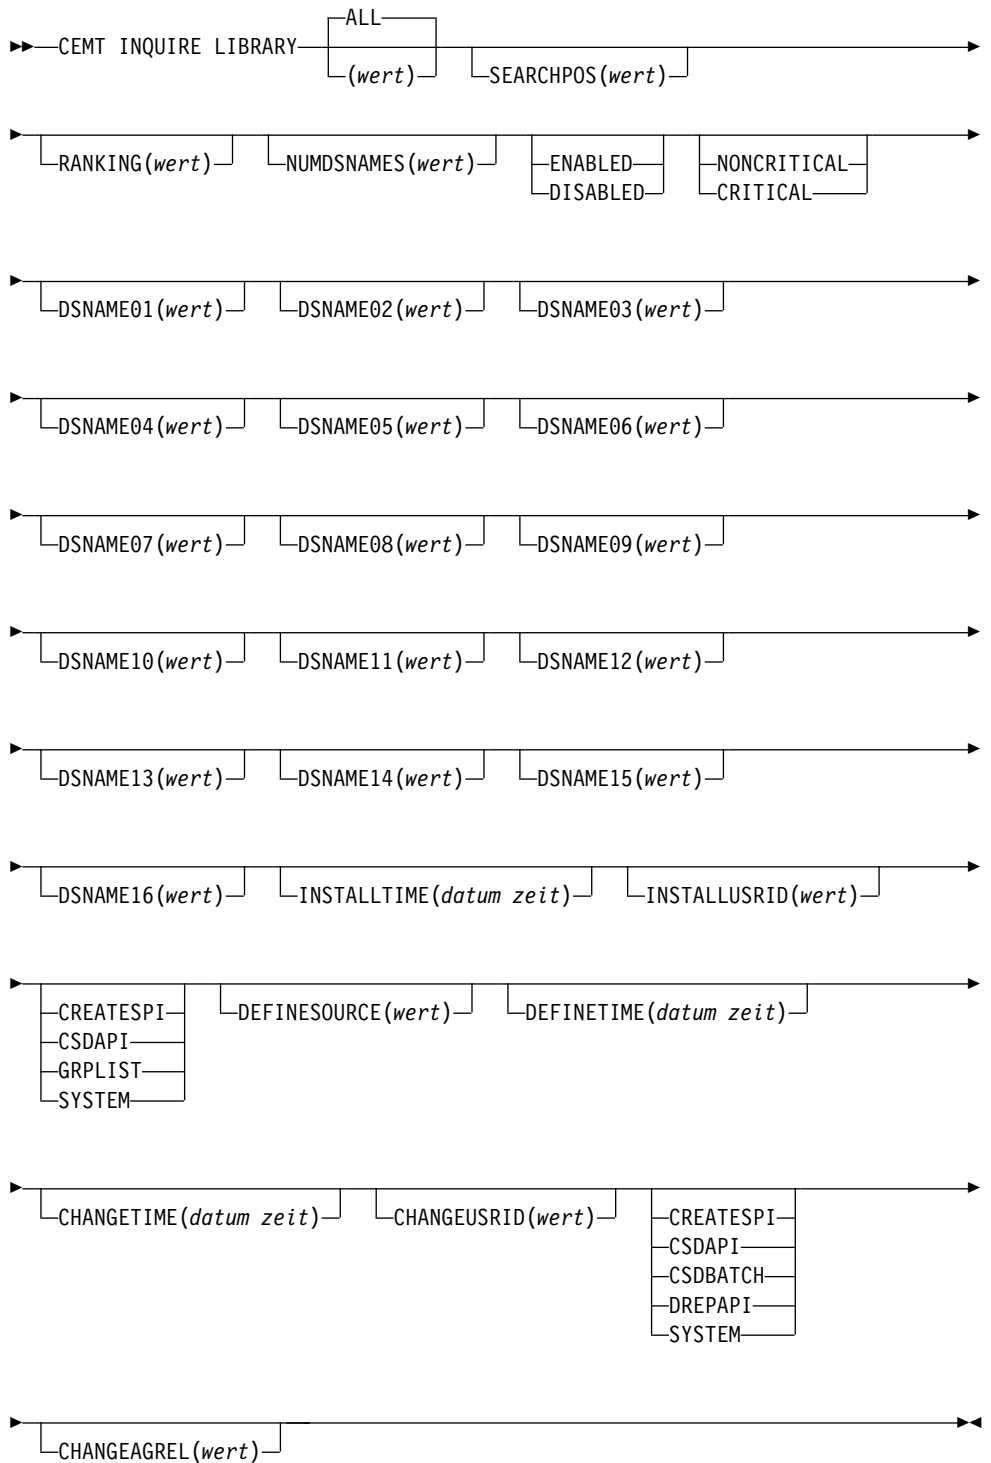 ALL
CEMT INQUIRE LIBRARY
(wert)
SEARCHPOS(wert)
RANKING(wert) NUMDSNAMES(wert) ENABLED NONCRITICAL
DISABLED CRITICAL
DSNAME01(wert) DSNAME02(wert) DSNAME03(wert)
DSNAME04(wert) DSNAME05(wert) DSNAME06(wert)
DSNAME07(wert) DSNAME08(wert) DSNAME09(wert)
DSNAME10(wert) DSNAME11(wert) DSNAME12(wert)
DSNAME13(wert) DSNAME14(wert) DSNAME15(wert)
DSNAME16(wert) INSTALLTIME(datum zeit) INSTALLUSRID(wert)
CREATESPI DEFINESOURCE(wert) DEFINETIME(datum zeit)
CSDAPI
GRPLIST
SYSTEM
CHANGETIME(datum zeit) CHANGEUSRID(wert) CREATESPI
CSDAPI
CSDBATCH
DREPAPI
SYSTEM
CHANGEAGREL(wert)